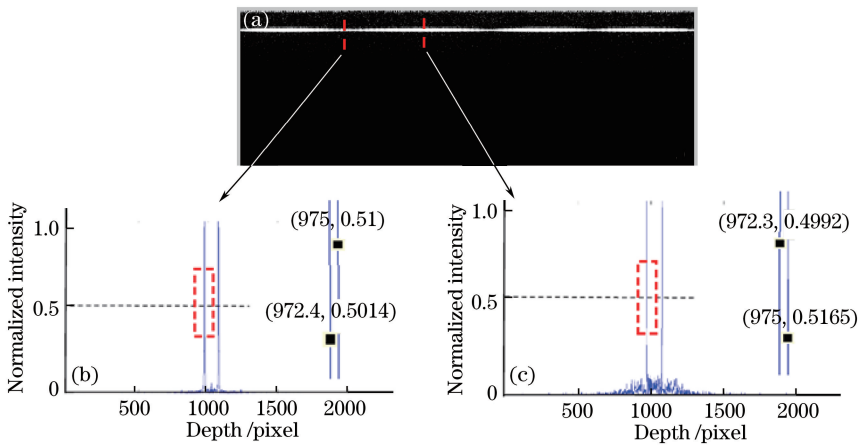 (a)
(975, 0.51)
(972.4, 0.5014)
1.0
0.5
0
Normalized intensity
(b)
500
1000
1500
2000
Depth /pixel
(972.3, 0.4992)
(975, 0.5165)
1.0
0.5
0
Normalized intensity
(c)
500
1000
1500
2000
Depth /pixel